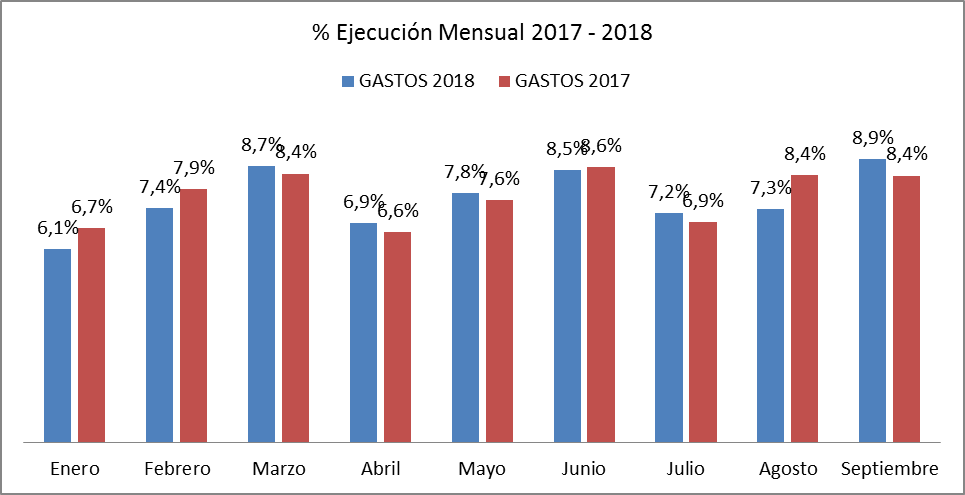 % Ejecución Mensual 2017 - 2018
GASTOS 2018 GASTOS 2017
6,1% 6,7% 7,4% 7,9% 8,7% 8,4% 6,9% 6,6% 7,8% 7,6% 8,5% 8,6% 7,2% 6,9% 7,3% 8,4% 8,9% 8,4%
Enero Febrero Marzo Abril Mayo Junio Julio Agosto Septiembre